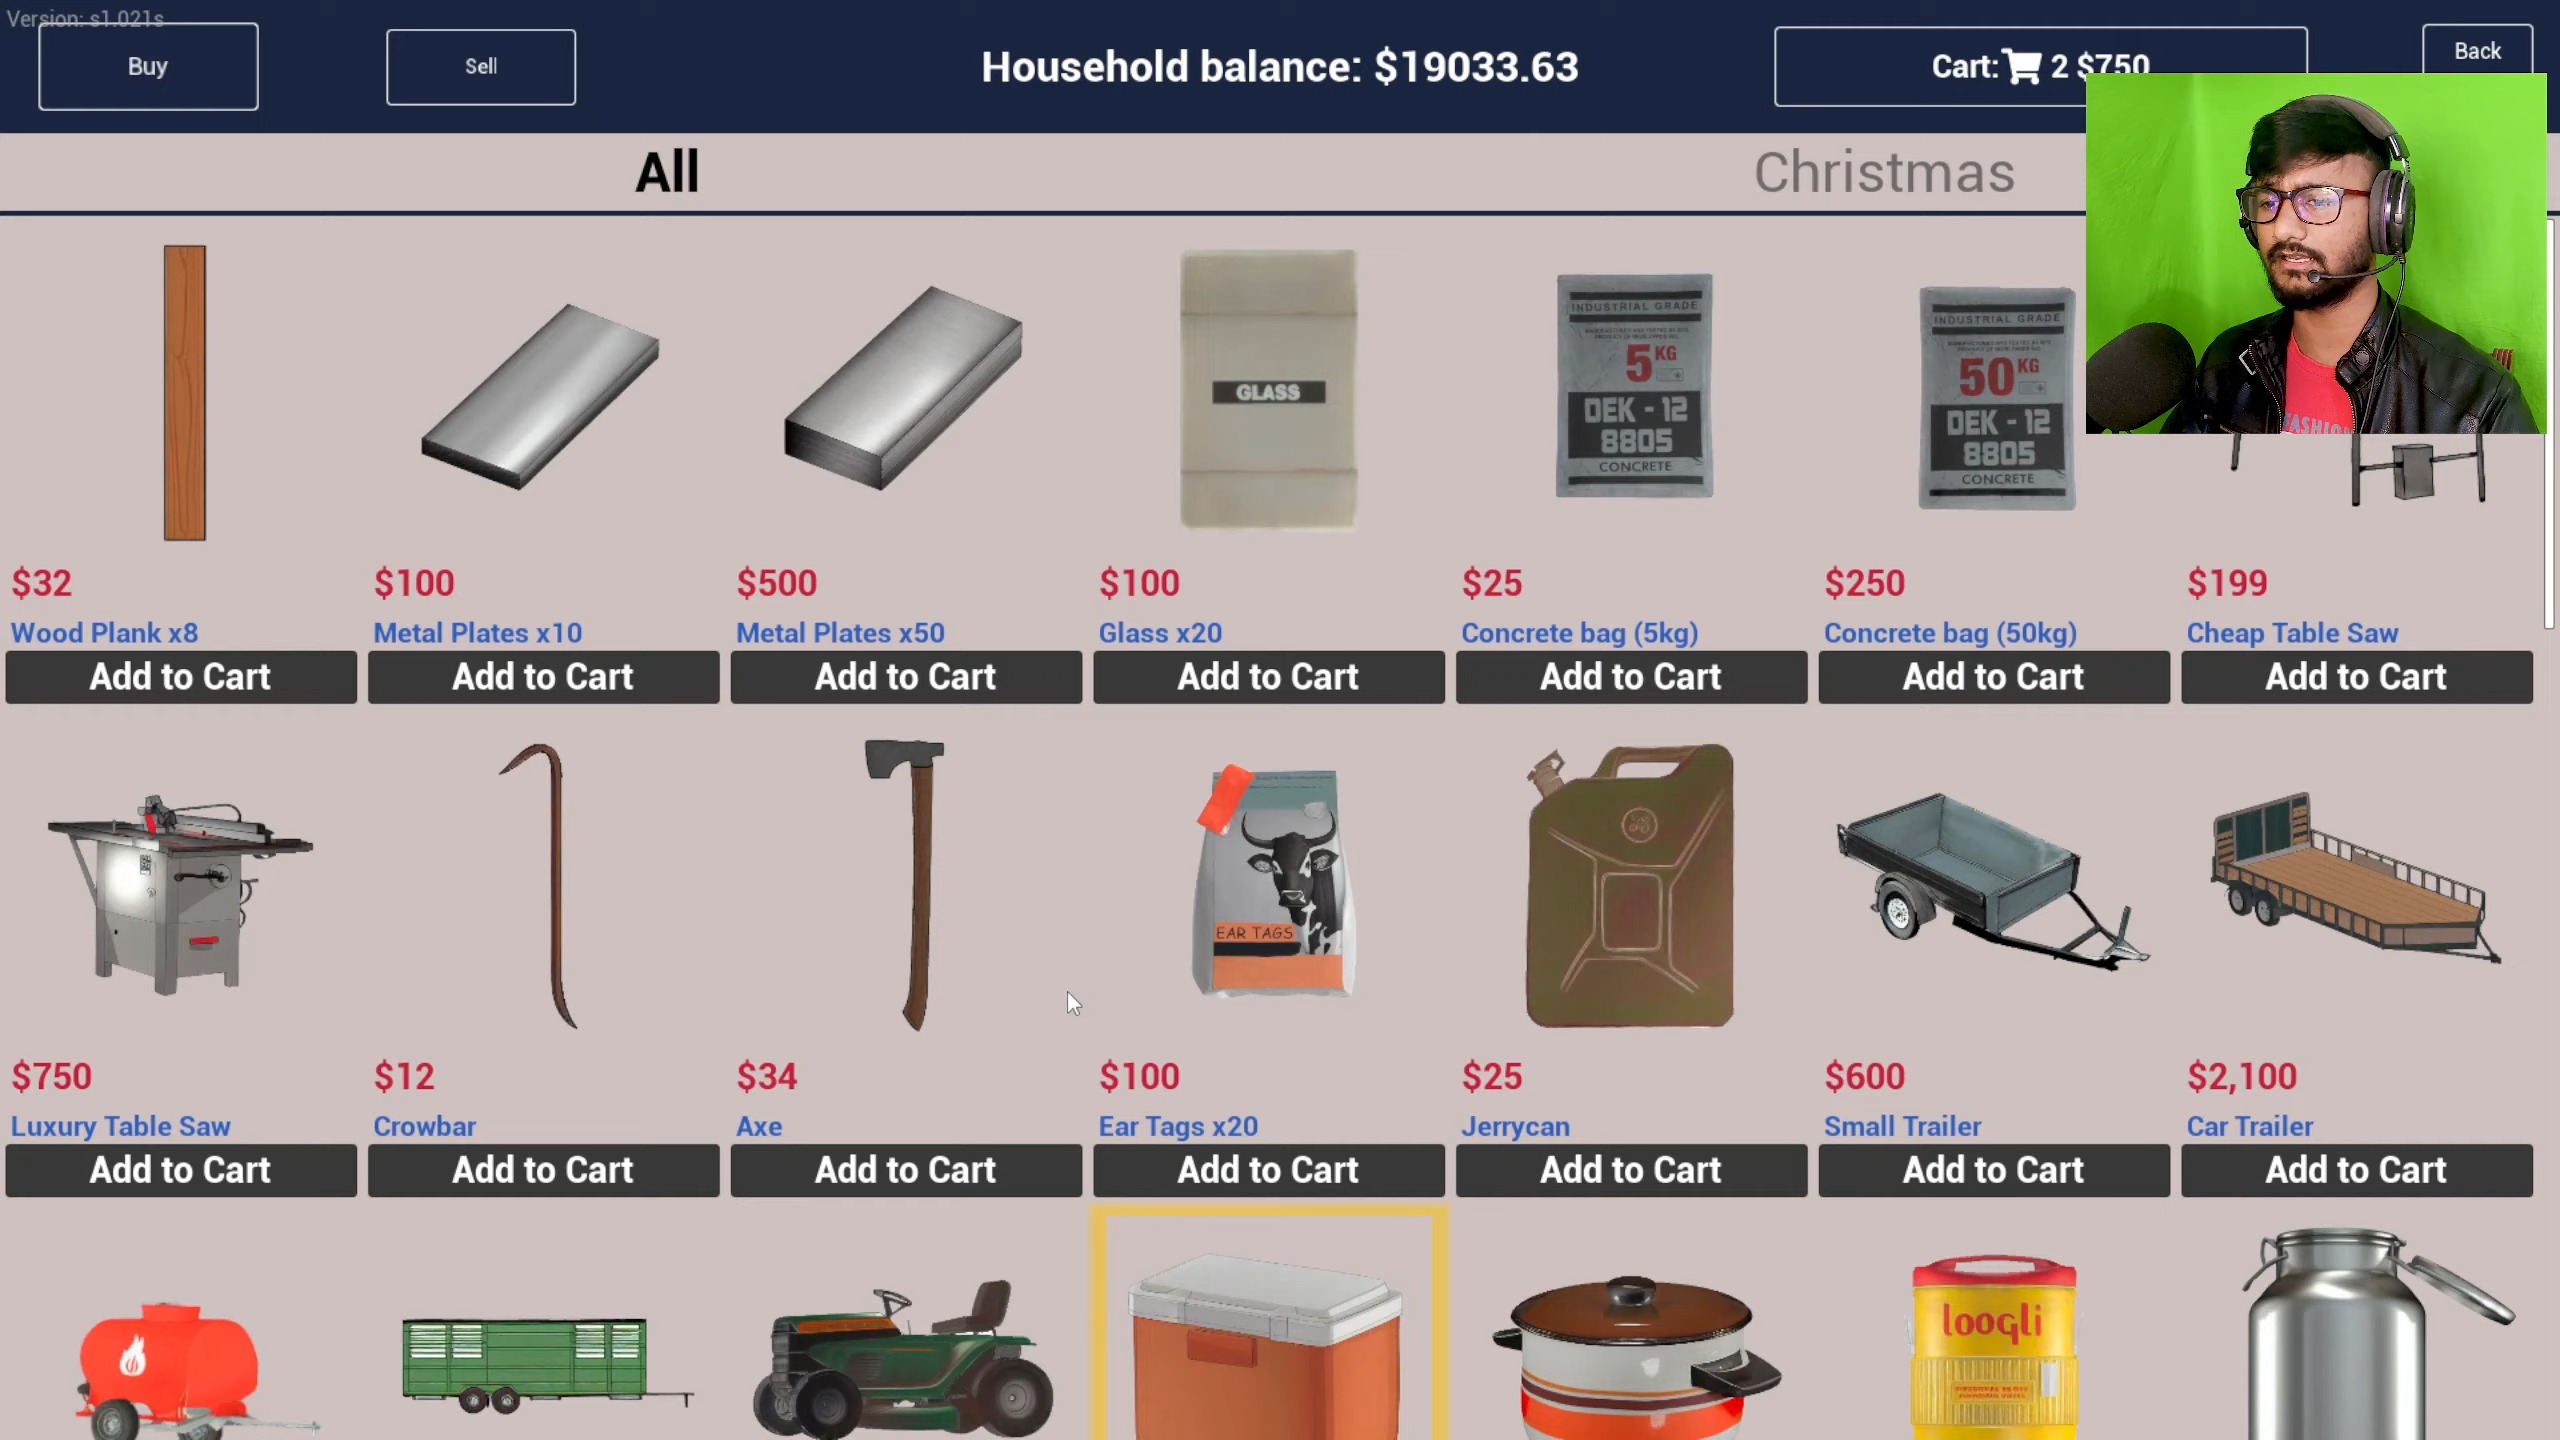 Version: s1.021s
Buy
Sell
Household balance: $19033.63
Cart: 2 $750
Back
All
Christmas
GLASS
INDUSTRIAL GRADE
5 KG
DEK - 12
8805
CONCRETE
INDUSTRIAL GRADE
50 KG
DEK - 12
8805
CONCRETE
FASHION
$32
$100
$500
$100
$25
$250
$199
Wood Plank x8
Metal Plates x10
Metal Plates x50
Glass x20
Concrete bag (5kg)
Concrete bag (50kg)
Cheap Table Saw
Add to Cart
Add to Cart
Add to Cart
Add to Cart
Add to Cart
Add to Cart
Add to Cart
EAR TAGS
$750
$12
$34
$100
$25
$600
$2,100
Luxury Table Saw
Crowbar
Axe
Ear Tags x20
Jerrycan
Small Trailer
Car Trailer
Add to Cart
Add to Cart
Add to Cart
Add to Cart
Add to Cart
Add to Cart
Add to Cart
loogli